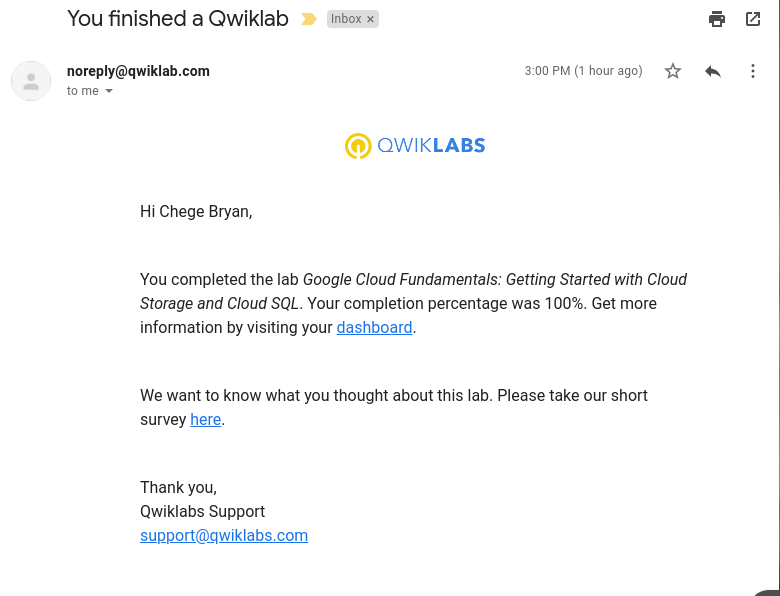 You finished a Qwiklab Inbox ×
noreply@qwiklab.com 3:00 PM (1 hour ago)
to me
QWIKLABS
Hi Chege Bryan,
You completed the lab Google Cloud Fundamentals: Getting Started with Cloud
Storage and Cloud SQL. Your completion percentage was 100%. Get more
information by visiting your dashboard.
We want to know what you thought about this lab. Please take our short
survey here.
Thank you,
Qwiklabs Support
support@qwiklabs.com